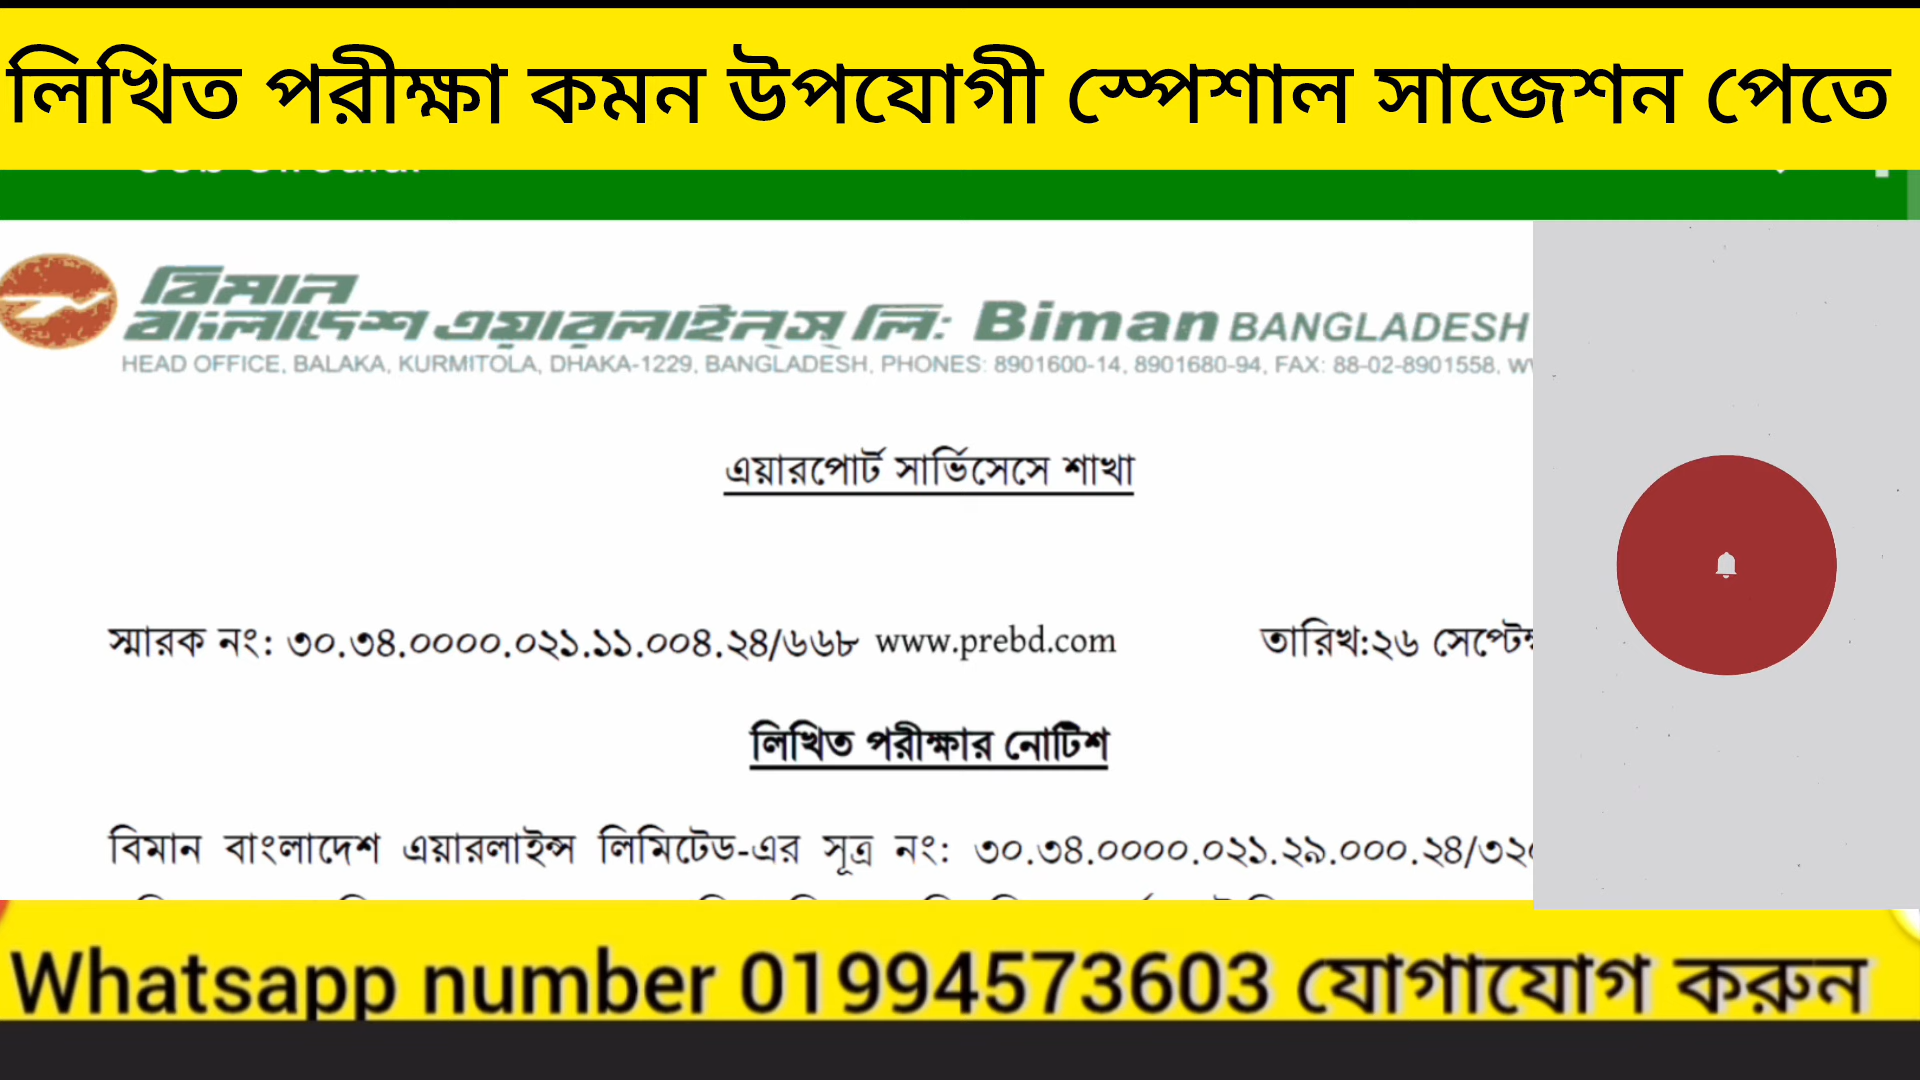 লিখিত পরীক্ষা কমন উপযোগী স্পেশাল সাজেশন পেতে
বিমান
বাংলাদেশ এয়ারলাইন্স লি: Biman BANGLADESH
HEAD OFFICE, BALAKA, KURMITOLA, DHAKA-1229, BANGLADESH, PHONES: 8901600-14, 8901680-94, FAX: 88-02-8901558,
এয়ারপোর্ট সার্ভিসেসে শাখা
স্মারক নং: ৩০.৩৪.০০০০.০২১.১১.০০৪.২৪/৬৬৮ www.prebd.com তারিখ:২৬
লিখিত পরীক্ষার নোটিশ
বিমান বাংলাদেশ এয়ারলাইন্স লিমিটেড-এর সূত্র নং: ৩০.৩৪.০০০০.০২১.২৯.০০০.২৪/৩২
Whatsapp number 01994573603 যোগাযোগ করুন